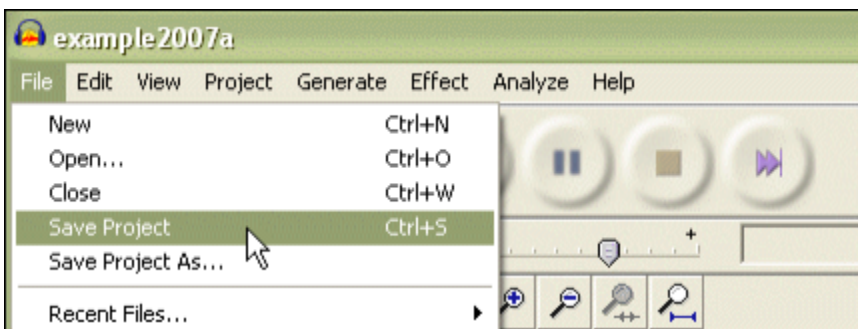 example2007a
File Edit View Project Generate Effect Analyze Help
New Ctrl+N
Open... Ctrl+O
Close Ctrl+W
Save Project Ctrl+S
Save Project As...
Recent Files...